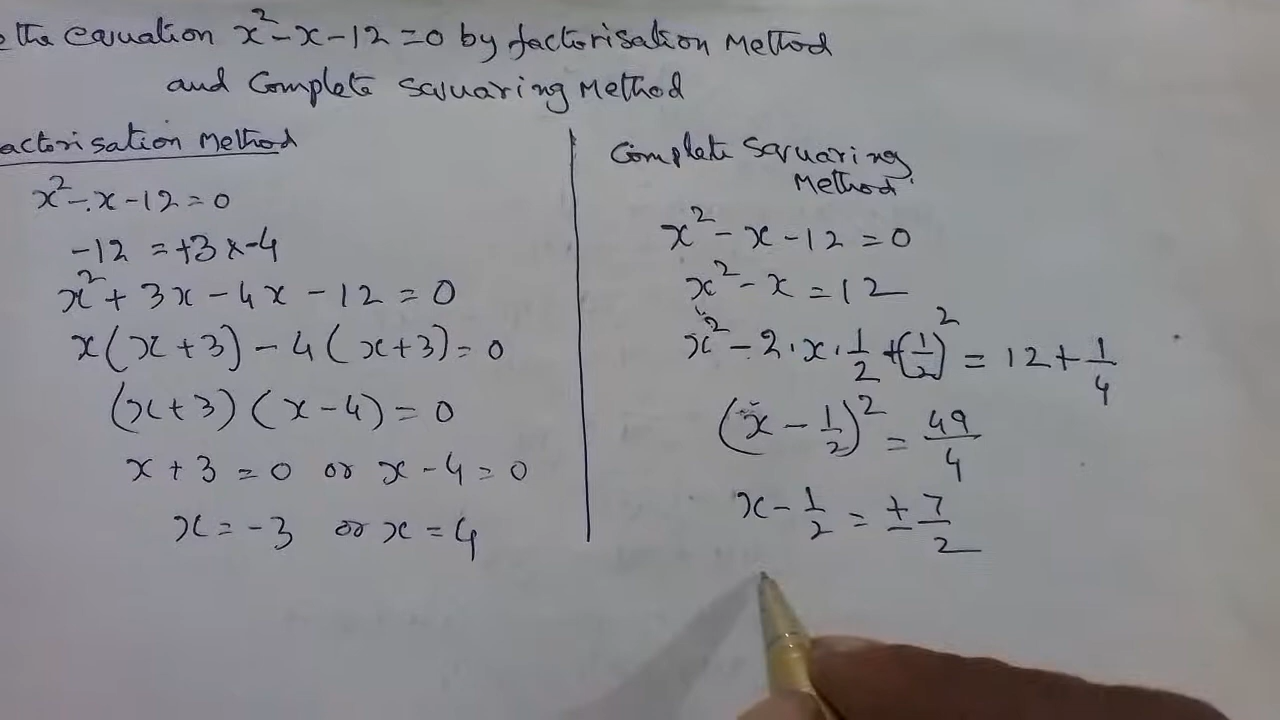 the equation x² - x - 12 = 0 by factorisation Method
and Complete Squaring Method
actorisation Method
x² - x - 12 = 0
-12 = +3 x -4
x² + 3x - 4x - 12 = 0
x(x+3) - 4(x+3) = 0
(x+3)(x-4) = 0
x + 3 = 0 or x - 4 = 0
x = -3 or x = 4
Complete Squaring
Method
x² - x - 12 = 0
x² - x = 12
x² - 2·x·1/2 + (1/2)² = 12 + 1/4
(x - 1/2)² = 49/4
x - 1/2 = ± 7/2